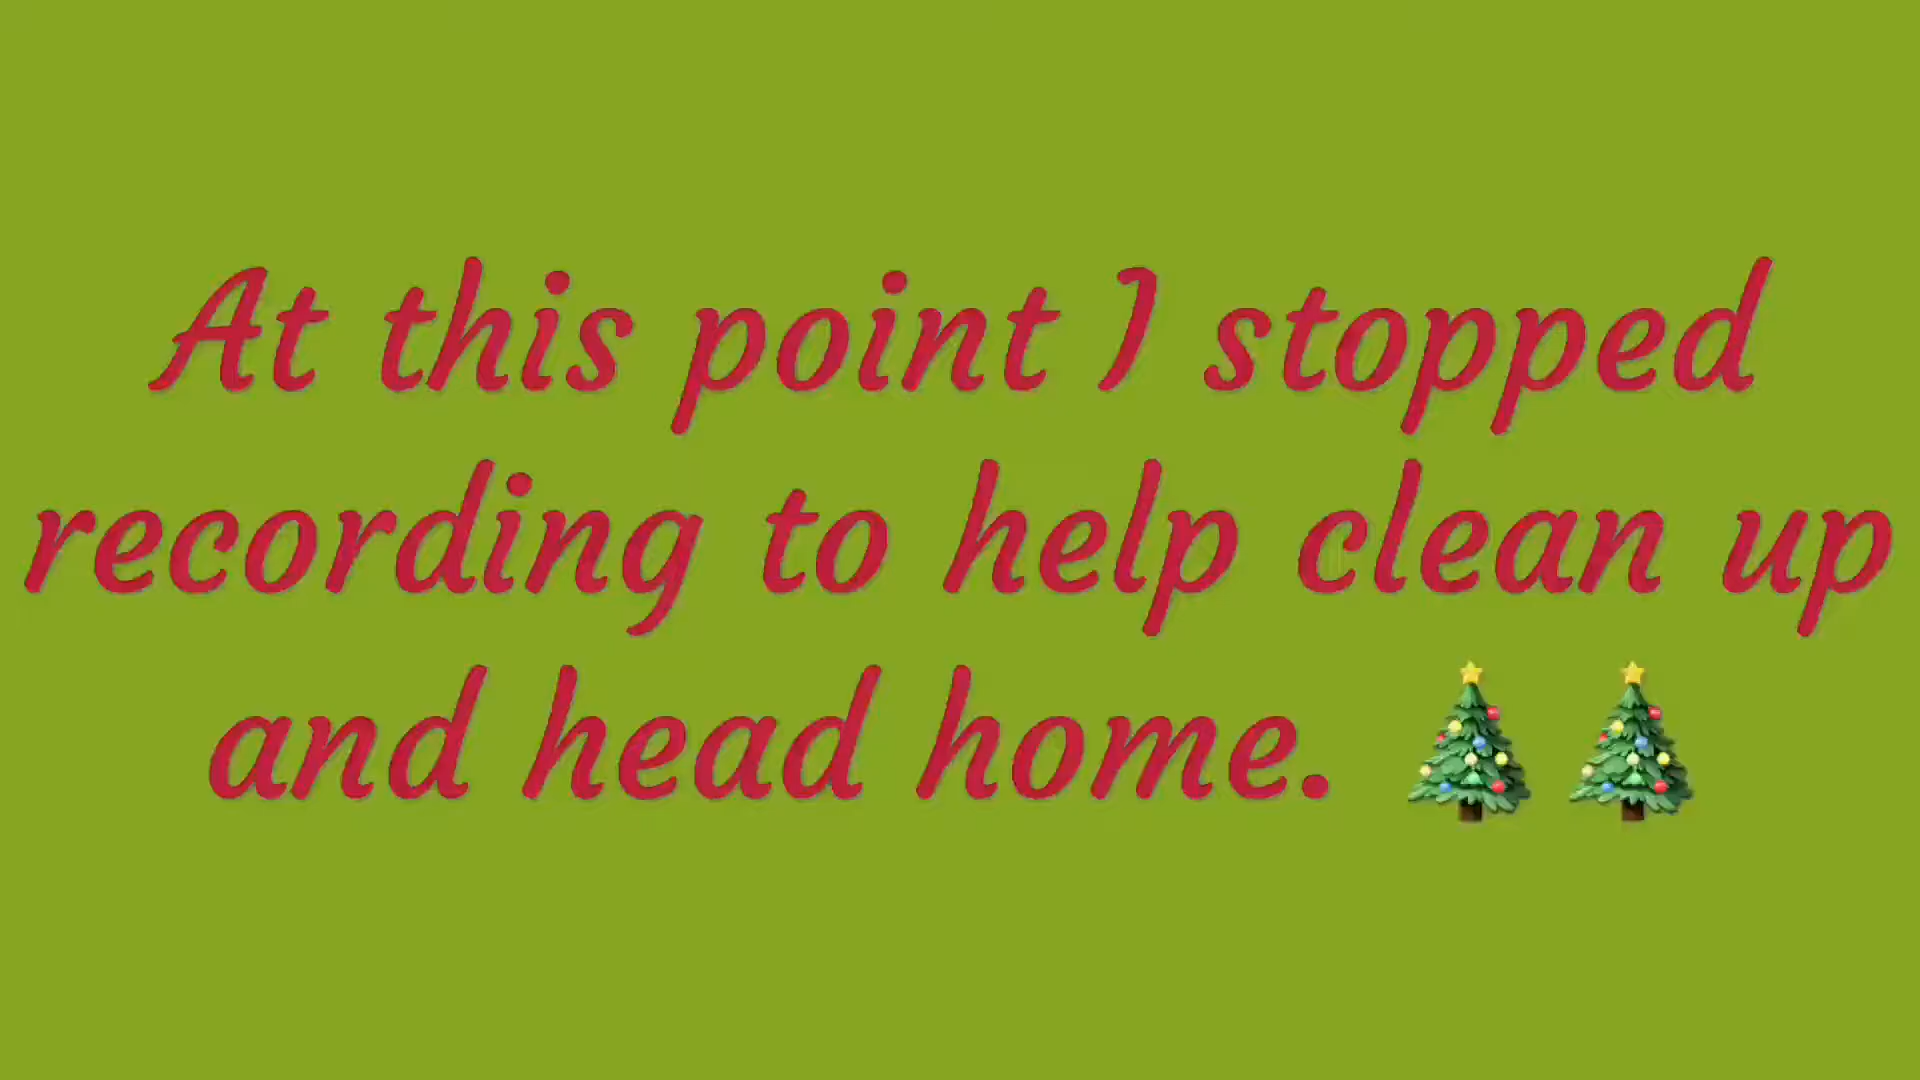 At this point I stopped
recording to help clean up
and head home. 🎄 🎄